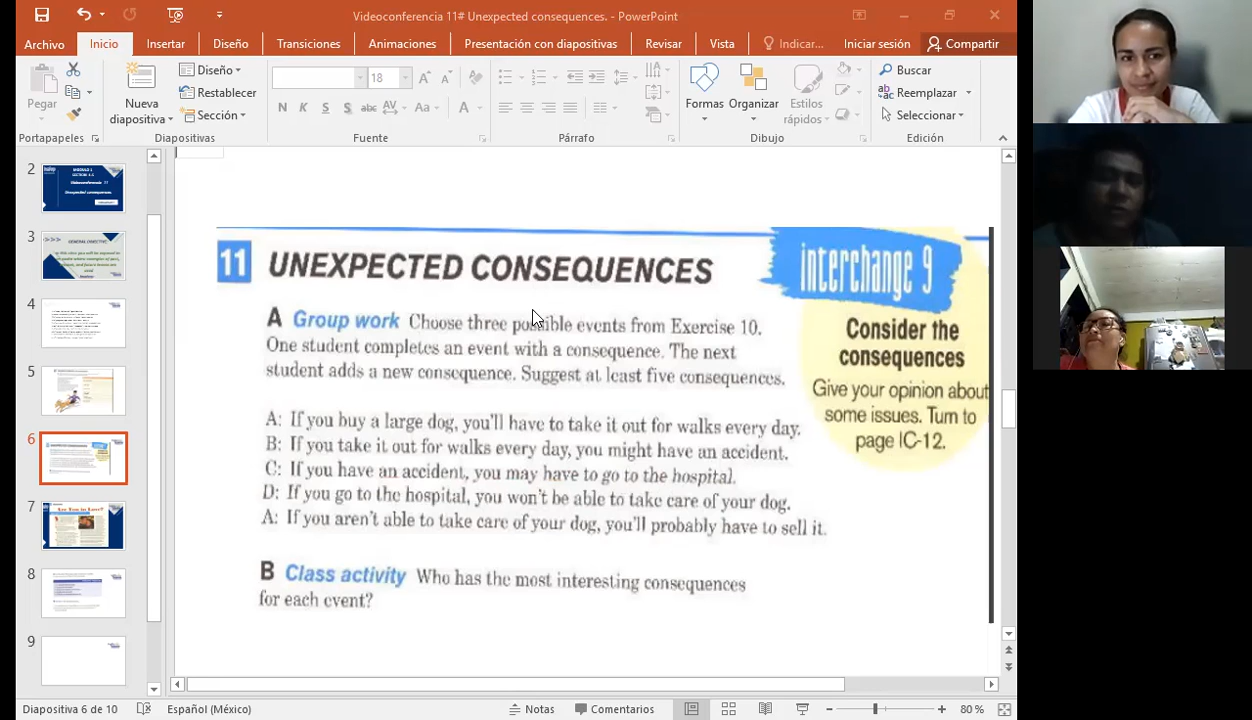 Videoconferencia 11# Unexpected consequences. - PowerPoint
Archivo
Inicio
Insertar
Diseño
Transiciones
Animaciones
Presentación con diapositivas
Revisar
Vista
Indicar...
Iniciar sesión
Compartir
Pegar
Portapapeles
Nueva diapositiva
Diseño
Restablecer
Sección
Diapositivas
18
N K S S abc AV Aa A
Fuente
Párrafo
Formas
Organizar
Estilos rápidos
Dibujo
Buscar
Reemplazar
Seleccionar
Edición
2
3
4
5
6
7
8
9
11 UNEXPECTED CONSEQUENCES
interchange 9
Consider the
consequences
Give your opinion about
some issues. Turn to
page IC-12.
A Group work Choose three possible events from Exercise 10.
One student completes an event with a consequence. The next
student adds a new consequence. Suggest at least five consequences.
A: If you buy a large dog, you'll have to take it out for walks every day.
B: If you take it out for walks every day, you might have an accident.
C: If you have an accident, you may have to go to the hospital.
D: If you go to the hospital, you won't be able to take care of your dog.
A: If you aren't able to take care of your dog, you'll probably have to sell it.
B Class activity Who has the most interesting consequences
for each event?
Diapositiva 6 de 10
Español (México)
Notas
Comentarios
80 %